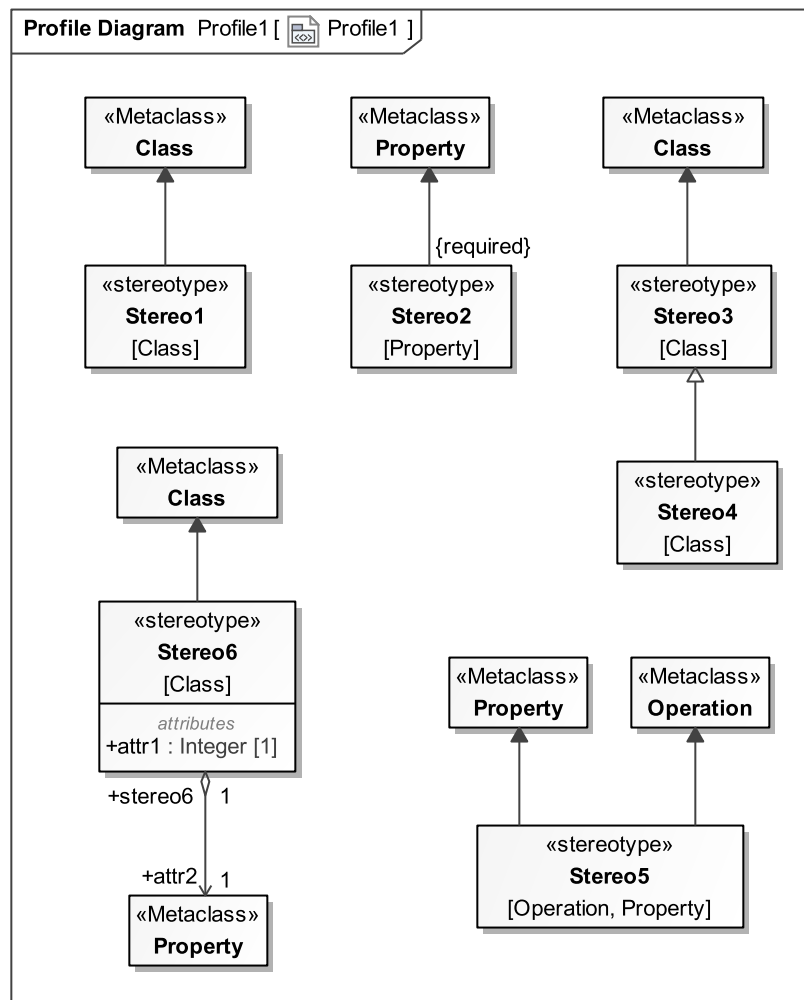 Profile Diagram Profile1 [ Profile1 ]
«Metaclass»
Class
«Metaclass»
Property
«Metaclass»
Class
{required}
«stereotype»
Stereo1
[Class]
«stereotype»
Stereo2
[Property]
«stereotype»
Stereo3
[Class]
«Metaclass»
Class
«stereotype»
Stereo4
[Class]
«stereotype»
Stereo6
[Class]
attributes
+attr1 : Integer [1]
+stereo6 1
+attr2 1
«Metaclass»
Property
«Metaclass»
Property
«Metaclass»
Operation
«stereotype»
Stereo5
[Operation, Property]